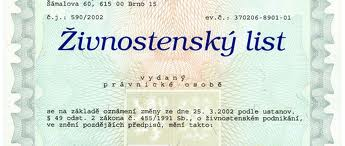 Šámalova 60, 615 00 Brno 15
č.j.: 590/2002 ev.č.: 370206-8901-01
Živnostenský list
vydaný
právnické osobě
se na základě oznámení změny ze dne 25. 3.2002 podle ustanov.
§ 49 odst. 2 zákona č. 455/1991 Sb., o živnostenském podnikání,
ve znění pozdějších předpisů, mění takto: